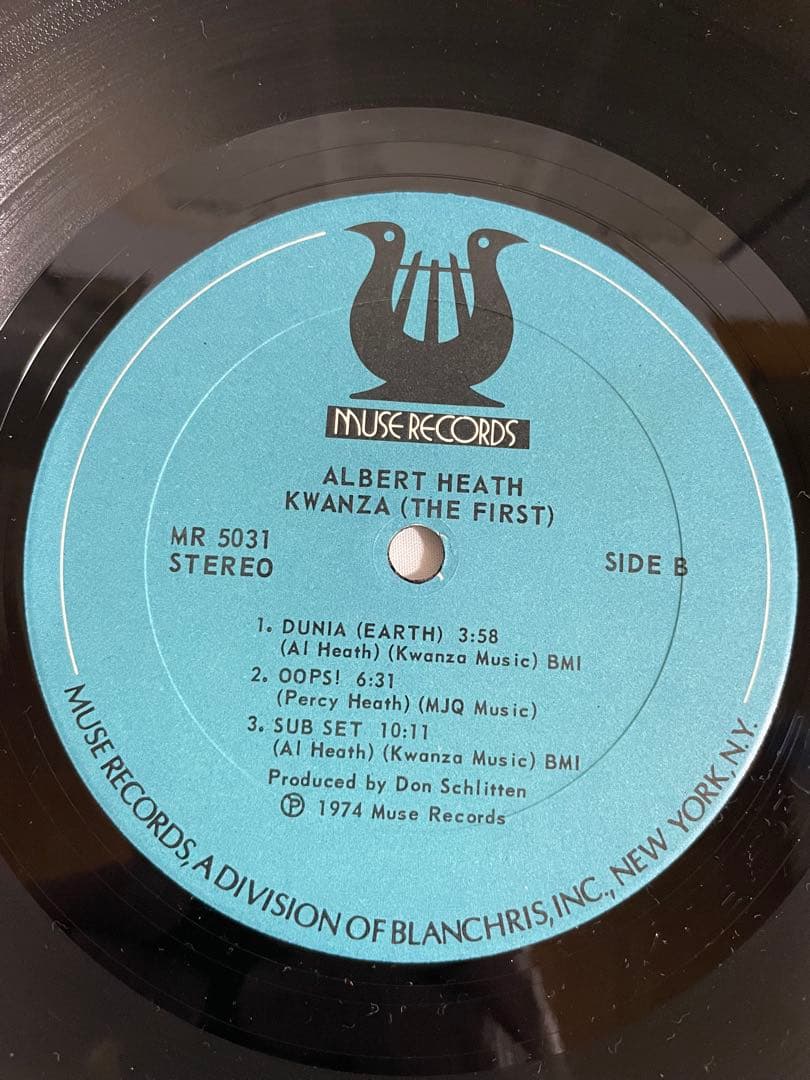 MUSE RECORDS
ALBERT HEATH
KWANZA (THE FIRST)
MR 5031
STEREO
SIDE B
1. DUNIA (EARTH) 3:58
(Al Heath) (Kwanza Music) BMI
2. OOPS! 6:31
(Percy Heath) (MJQ Music)
3. SUB SET 10:11
(Al Heath) (Kwanza Music) BMI
Produced by Don Schlitten
℗ 1974 Muse Records
MUSE RECORDS, A DIVISION OF BLANCHRIS, INC., NEW YORK, N.Y.